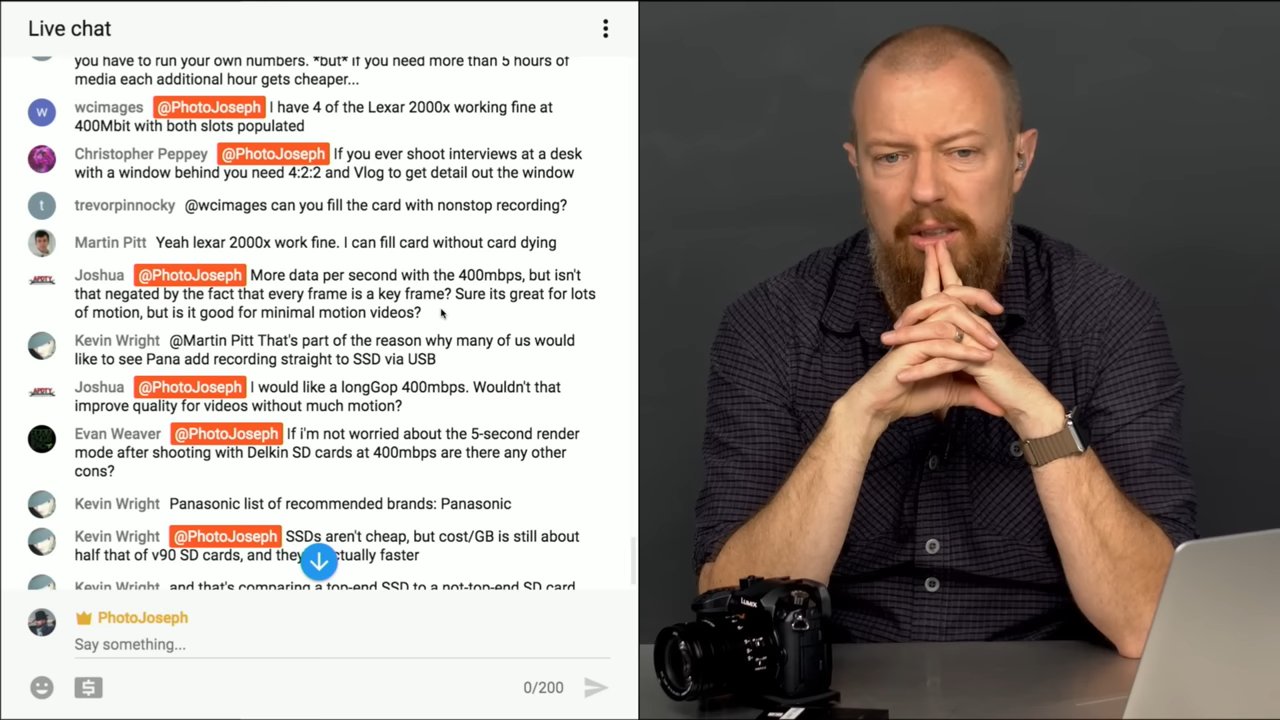 Live chat
you have to run your own numbers. *but* if you need more than 5 hours of
media each additional hour gets cheaper...
w
wcimages @PhotoJoseph I have 4 of the Lexar 2000x working fine at
400Mbit with both slots populated
Christopher Peppey @PhotoJoseph If you ever shoot interviews at a desk
with a window behind you need 4:2:2 and Vlog to get detail out the window
t
trevorpinnocky @wcimages can you fill the card with nonstop recording?
Martin Pitt Yeah lexar 2000x work fine. I can fill card without card dying
Joshua @PhotoJoseph More data per second with the 400mbps, but isn't
that negated by the fact that every frame is a key frame? Sure its great for lots
of motion, but is it good for minimal motion videos?
Kevin Wright @Martin Pitt That's part of the reason why many of us would
like to see Pana add recording straight to SSD via USB
Joshua @PhotoJoseph I would like a longGop 400mbps. Wouldn't that
improve quality for videos without much motion?
Evan Weaver @PhotoJoseph If i'm not worried about the 5-second render
mode after shooting with Delkin SD cards at 400mbps are there any other
cons?
Kevin Wright Panasonic list of recommended brands: Panasonic
Kevin Wright @PhotoJoseph SSDs aren't cheap, but cost/GB is still about
half that of v90 SD cards, and they ctually faster
Kevin Wright and that's comparing a top-end SSD to a not-top-end SD card
PhotoJoseph
Say something...
0/200
LUMIX